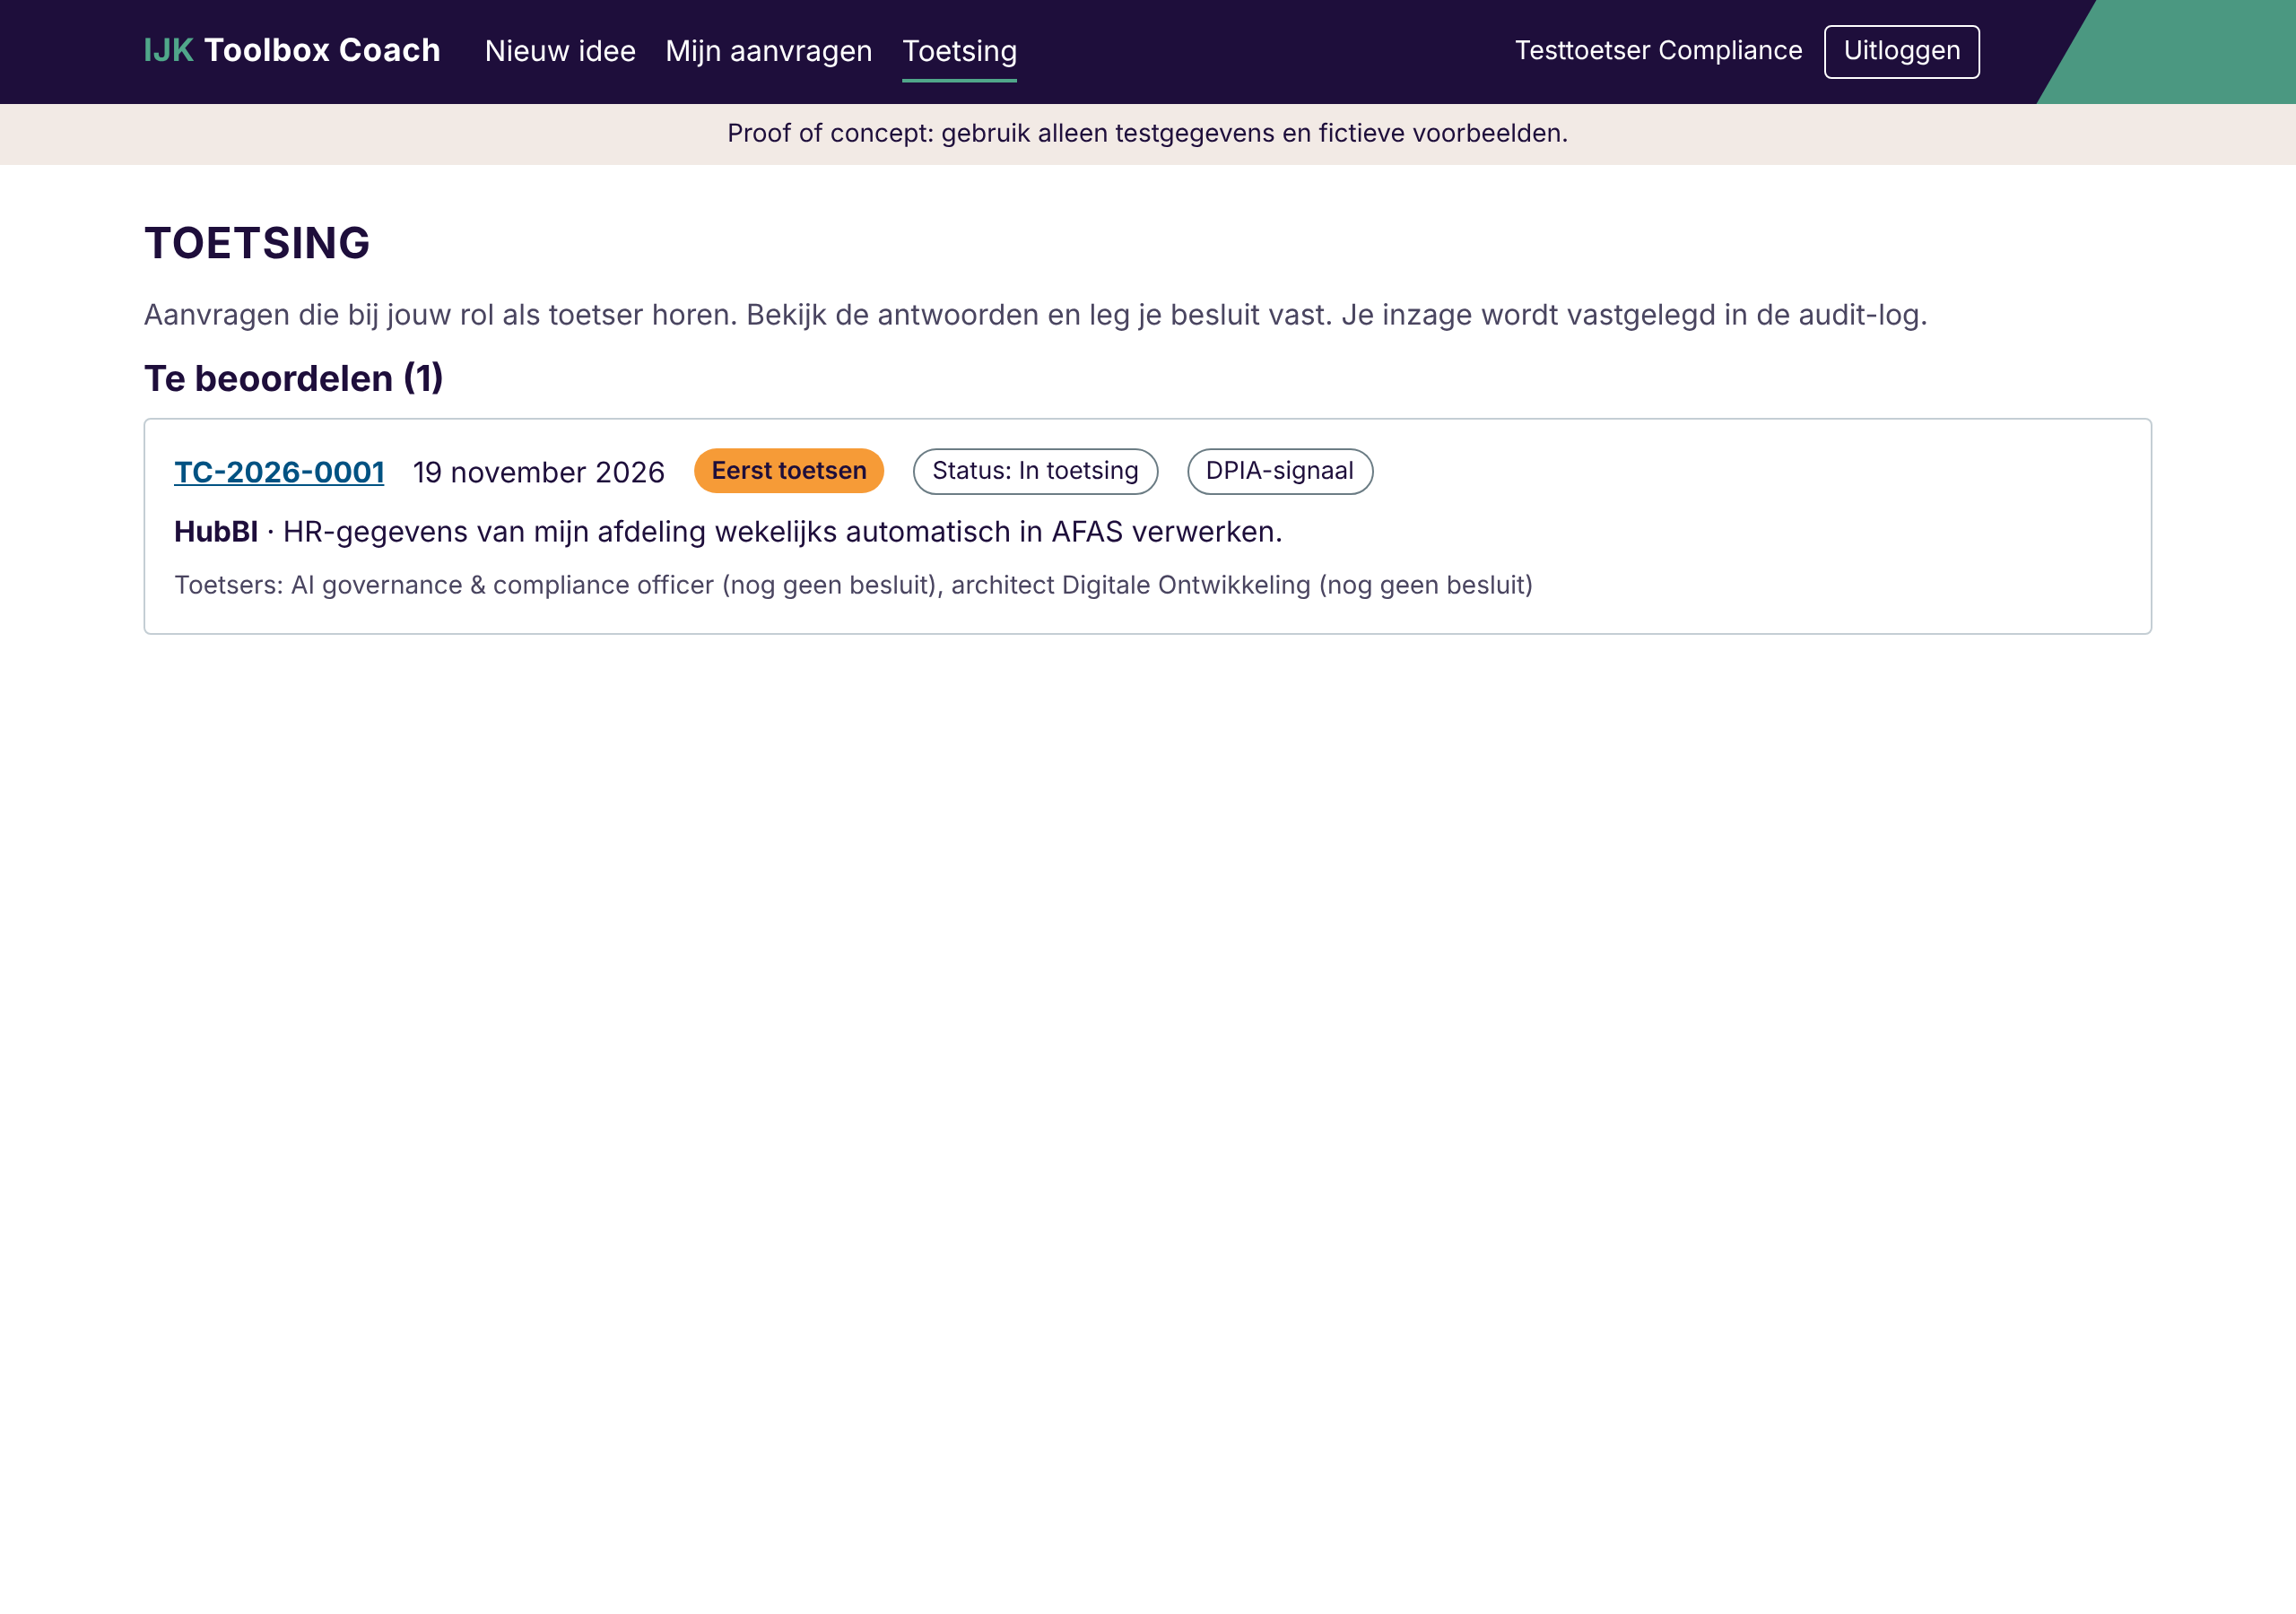 IJK Toolbox Coach Nieuw idee Mijn aanvragen Toetsing Testtoetser Compliance Uitloggen
Proof of concept: gebruik alleen testgegevens en fictieve voorbeelden.
TOETSING
Aanvragen die bij jouw rol als toetser horen. Bekijk de antwoorden en leg je besluit vast. Je inzage wordt vastgelegd in de audit-log.
Te beoordelen (1)
TC-2026-0001 19 november 2026 Eerst toetsen Status: In toetsing DPIA-signaal
HubBI · HR-gegevens van mijn afdeling wekelijks automatisch in AFAS verwerken.
Toetsers: AI governance & compliance officer (nog geen besluit), architect Digitale Ontwikkeling (nog geen besluit)